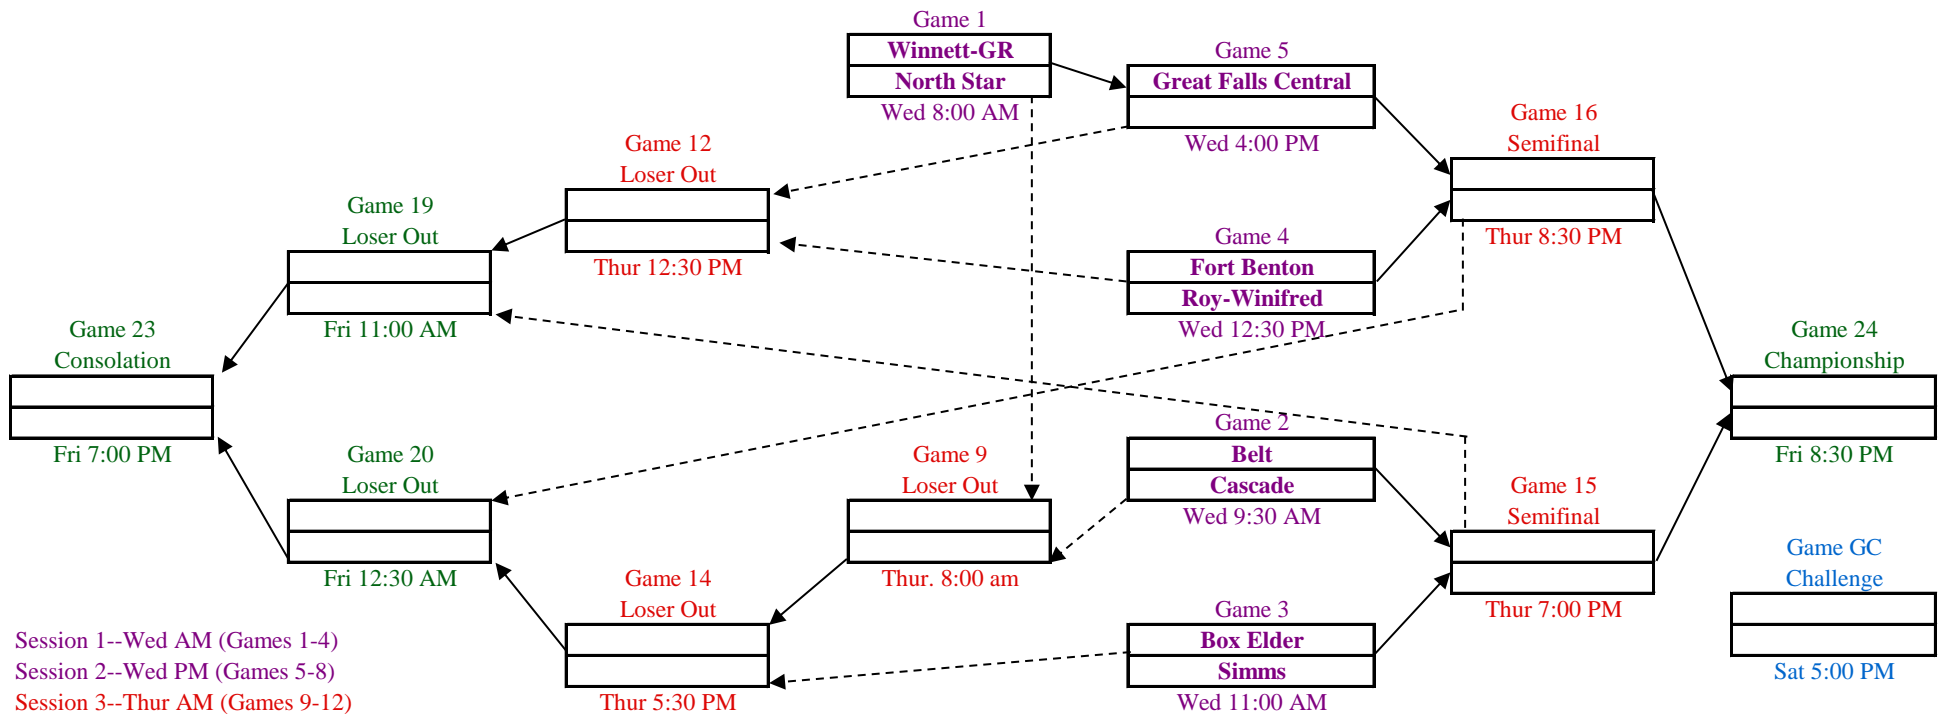 Game 1
Winnett-GR
North Star
Wed 8:00 AM
Game 5
Great Falls Central
Wed 4:00 PM
Game 16
Semifinal
Thur 8:30 PM
Game 12
Loser Out
Thur 12:30 PM
Game 19
Loser Out
Fri 11:00 AM
Game 4
Fort Benton
Roy-Winifred
Wed 12:30 PM
Game 23
Consolation
Fri 7:00 PM
Game 24
Championship
Fri 8:30 PM
Game 20
Loser Out
Fri 12:30 AM
Game 9
Loser Out
Thur. 8:00 am
Game 2
Belt
Cascade
Wed 9:30 AM
Game 15
Semifinal
Thur 7:00 PM
Game 14
Loser Out
Thur 5:30 PM
Game 3
Box Elder
Simms
Wed 11:00 AM
Game GC
Challenge
Sat 5:00 PM
Session 1--Wed AM (Games 1-4)
Session 2--Wed PM (Games 5-8)
Session 3--Thur AM (Games 9-12)